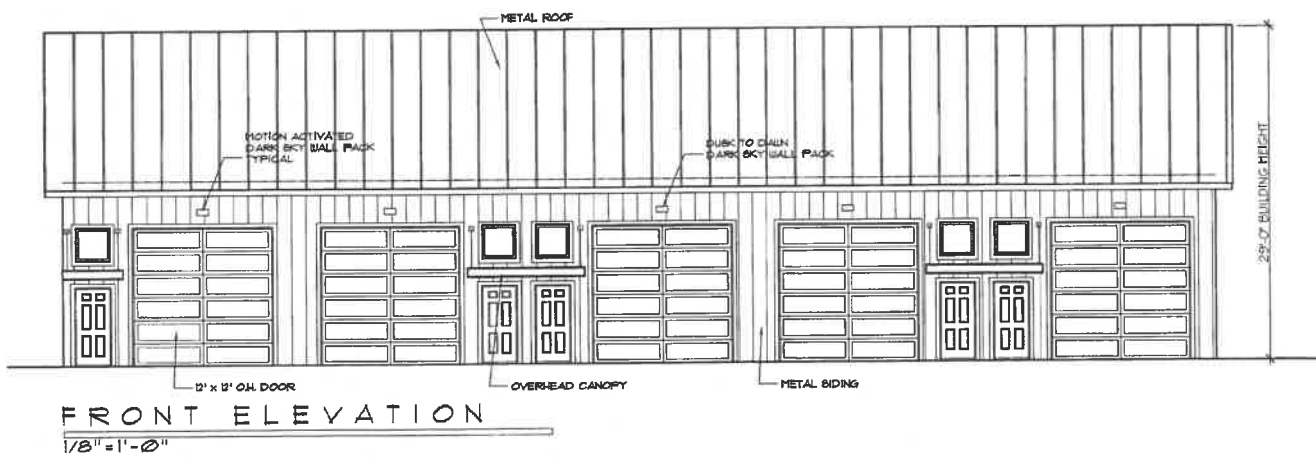 METAL ROOF
MOTION ACTIVATED
DARK SKY WALL PACK
TYPICAL
DUSK TO DAWN
DARK SKY WALL PACK
29'-0" BUILDING HEIGHT
12' x 12' O.H. DOOR
OVERHEAD CANOPY
METAL SIDING
FRONT ELEVATION
1/8"=1'-0"